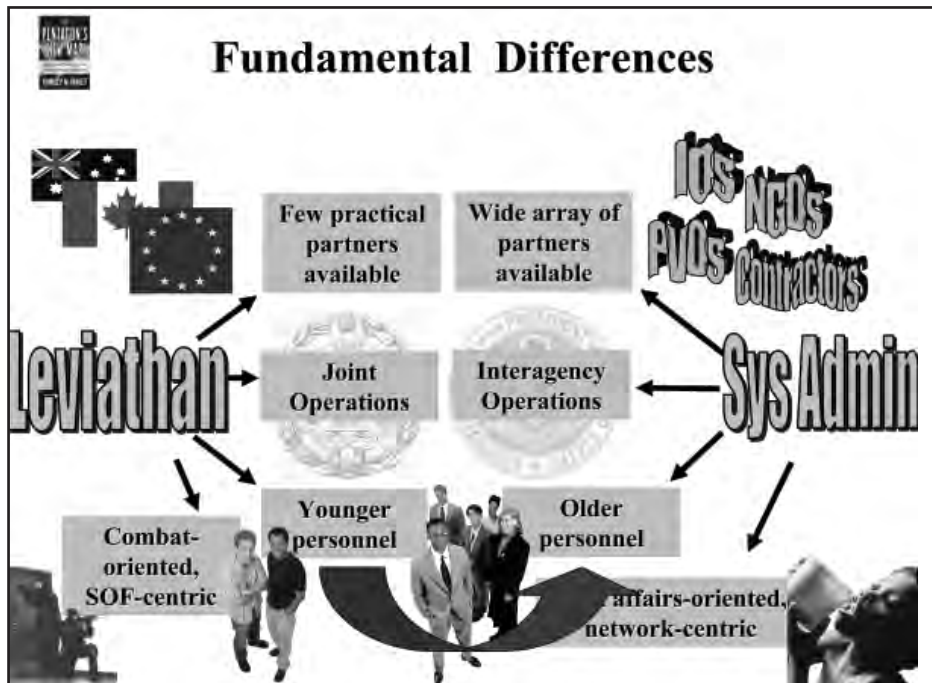 PENTAGON'S
Fundamental Differences
IOs
NGOs
PVOs
Contractors
Few practical
partners
available
Wide array of
partners
available
Leviathan
Sys Admin
Joint
Operations
Interagency
Operations
Younger
personnel
Older
personnel
Combat-
oriented,
SOF-centric
affairs-oriented,
network-centric